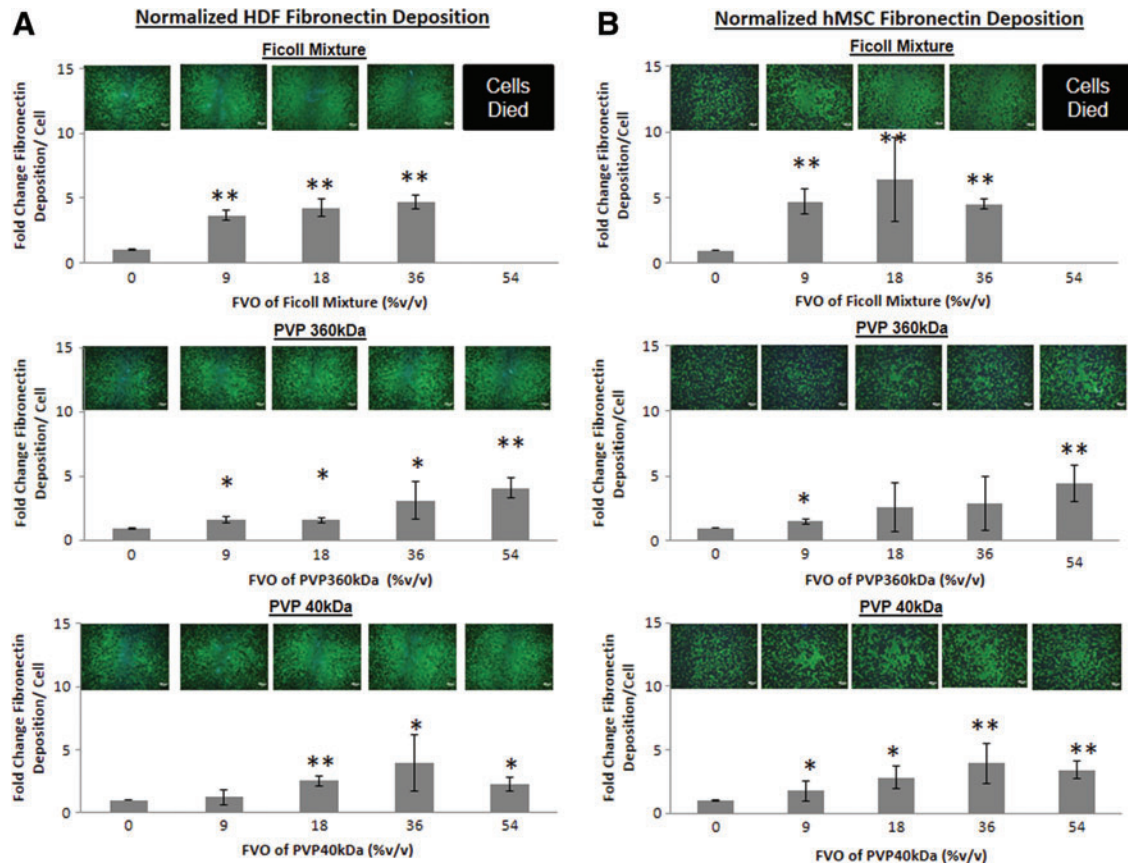 A
Normalized HDF Fibronectin Deposition
Ficoll Mixture
Fold Change Fibronectin
Deposition/ Cell
15
10
5
0
Cells
Died
** ** **
0 9 18 36 54
FVO of Ficoll Mixture (%v/v)
PVP 360kDa
Fold Change Fibronectin
Deposition/ Cell
15
10
5
0
* * * **
0 9 18 36 54
FVO of PVP360kDa (%v/v)
PVP 40kDa
Fold Change Fibronectin
Deposition/ Cell
15
10
5
0
** * *
0 9 18 36 54
FVO of PVP40kDa (%v/v)
B
Normalized hMSC Fibronectin Deposition
Ficoll Mixture
Fold Change Fibronectin
Deposition/Cell
15
10
5
0
Cells
Died
** ** **
0 9 18 36 54
FVO of Ficoll Mixture (%v/v)
PVP 360kDa
Fold Change Fibronectin
Deposition/Cell
15
10
5
0
* **
0 9 18 36 54
FVO of PVP360kDa (%v/v)
PVP 40kDa
Fold Change Fibronectin
Deposition/Cell
15
10
5
0
* * ** **
0 9 18 36 54
FVO of PVP40kDa (%v/v)